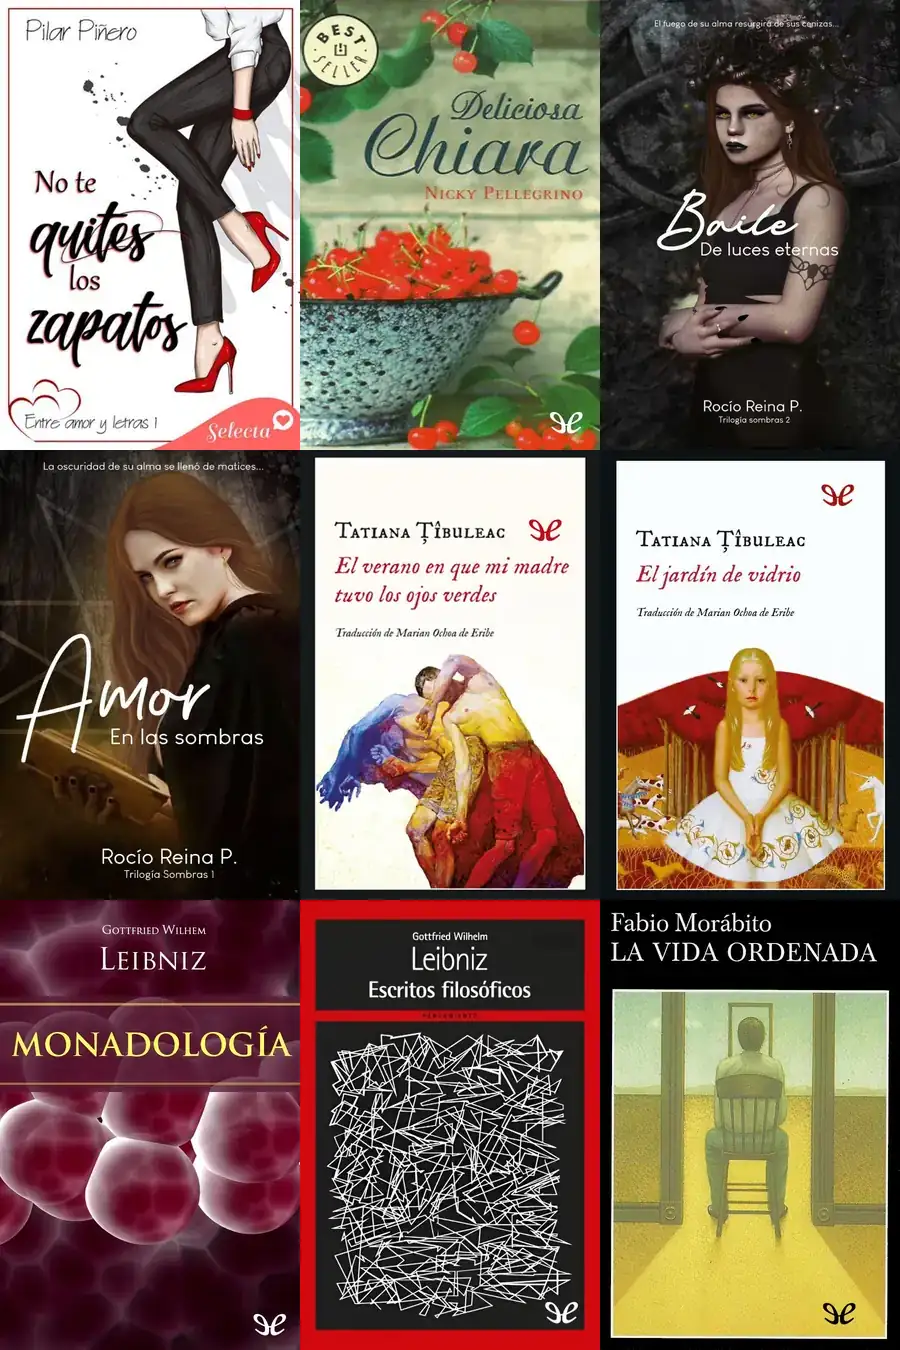 Pilar Piñero
No te
quites
los
zapatos
Entre amor y letras 1
Selecta
BEST
SELLER
Deliciosa
Chiara
NICKY PELLEGRINO
El fuego de su alma resurgirá de sus cenizas...
Baile
De luces eternas
Rocío Reina P.
Trilogía sombras 2
La oscuridad de su alma se llenó de matices...
Amor
En las sombras
Rocío Reina P.
Trilogía Sombras 1
TATIANA ȚÎBULEAC
El verano en que mi madre
tuvo los ojos verdes
Traducción de Marian Ochoa de Eribe
TATIANA ȚÎBULEAC
El jardín de vidrio
Traducción de Marian Ochoa de Eribe
GOTTFRIED WILHEM
LEIBNIZ
MONADOLOGÍA
Gottfried Wilhelm
Leibniz
Escritos filosóficos
PENSAMIENTO
Fabio Morábito
LA VIDA ORDENADA